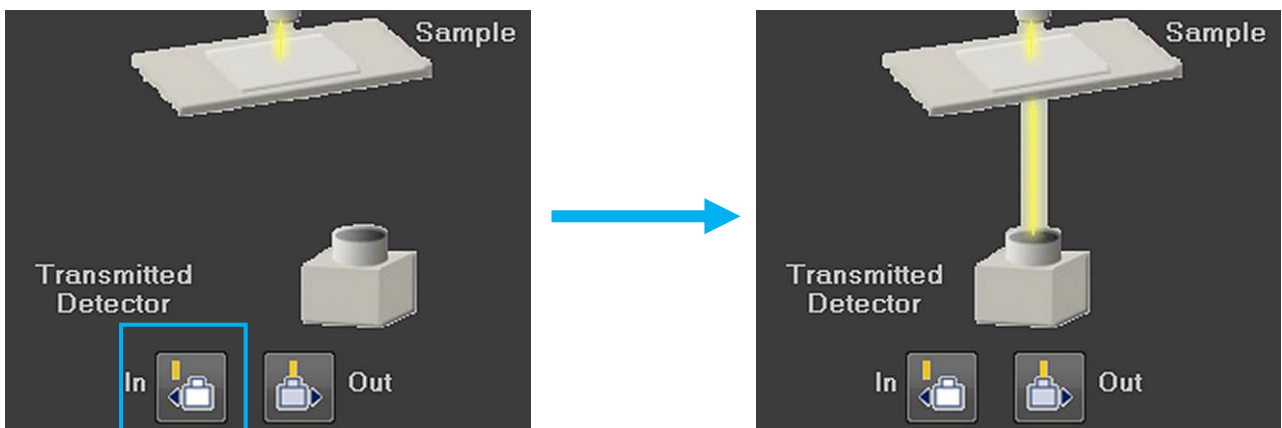 Sample
Transmitted
Detector
In
Out
Sample
Transmitted
Detector
In
Out